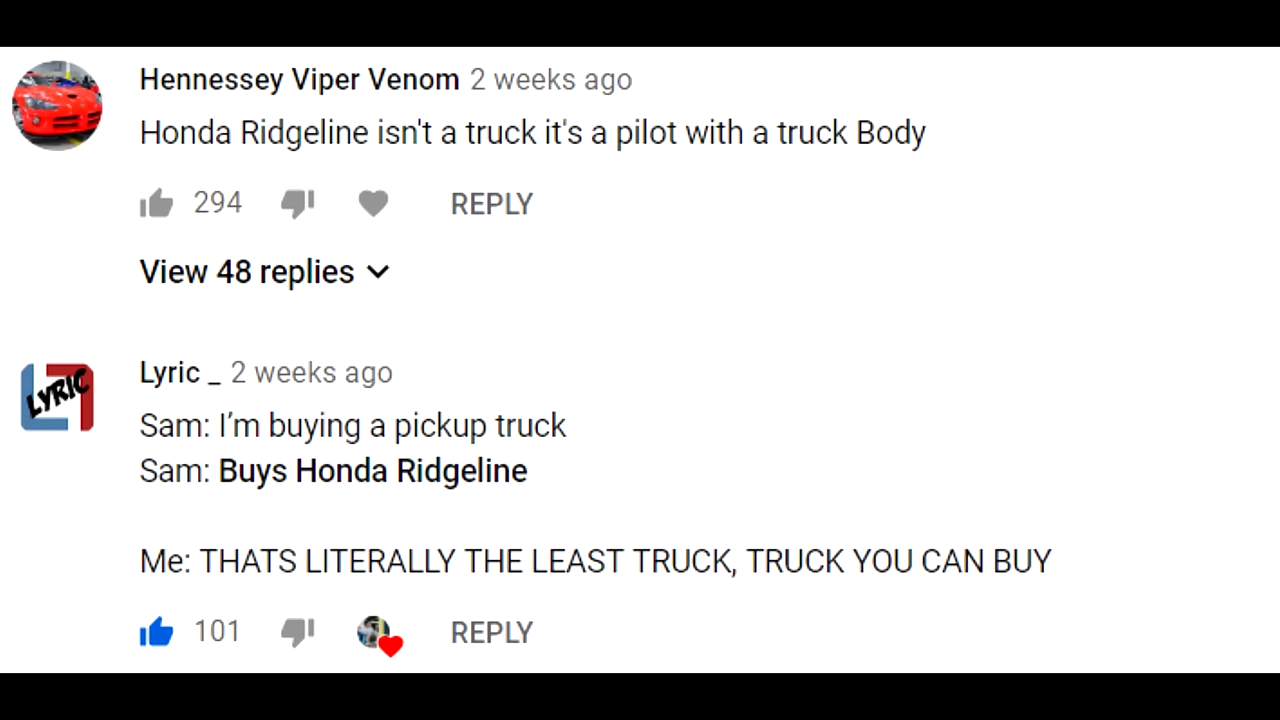 Hennessey Viper Venom 2 weeks ago
Honda Ridgeline isn't a truck it's a pilot with a truck Body
294 REPLY
View 48 replies
LYRIC
Lyric _ 2 weeks ago
Sam: I’m buying a pickup truck
Sam: Buys Honda Ridgeline
Me: THATS LITERALLY THE LEAST TRUCK, TRUCK YOU CAN BUY
101 REPLY